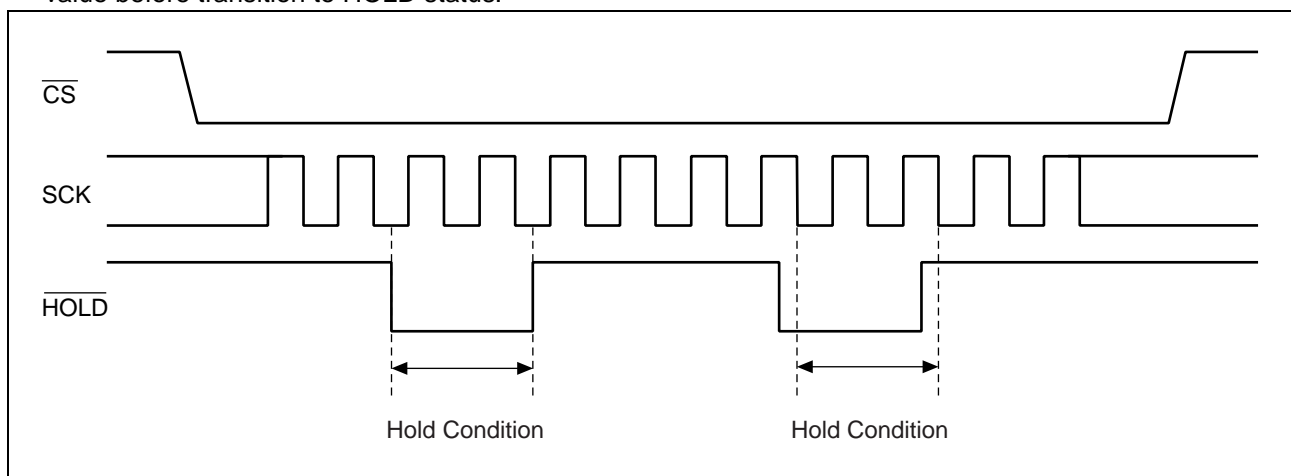 value before transition to HOLD status.
CS
SCK
HOLD
Hold Condition Hold Condition